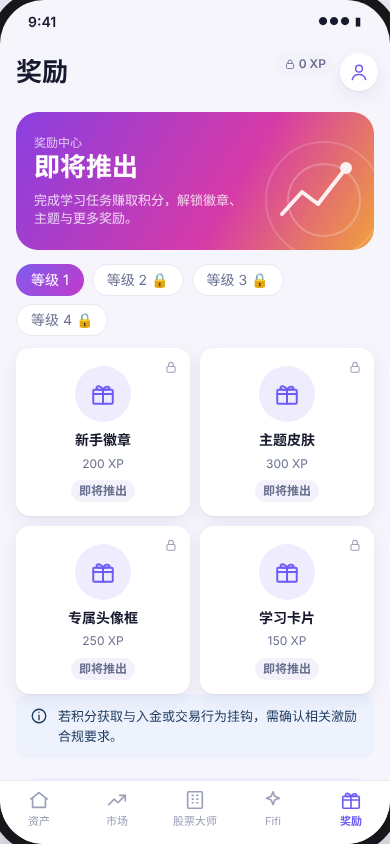 9:41
奖励
0 XP
奖励中心
即将推出
完成学习任务赚取积分，解锁徽章、
主题与更多奖励。
等级 1
等级 2 🔒
等级 3 🔒
等级 4 🔒
新手徽章
200 XP
即将推出
主题皮肤
300 XP
即将推出
专属头像框
250 XP
即将推出
学习卡片
150 XP
即将推出
若积分获取与入金或交易行为挂钩，需确认相关激励
合规要求。
资产
市场
股票大师
Fifi
奖励